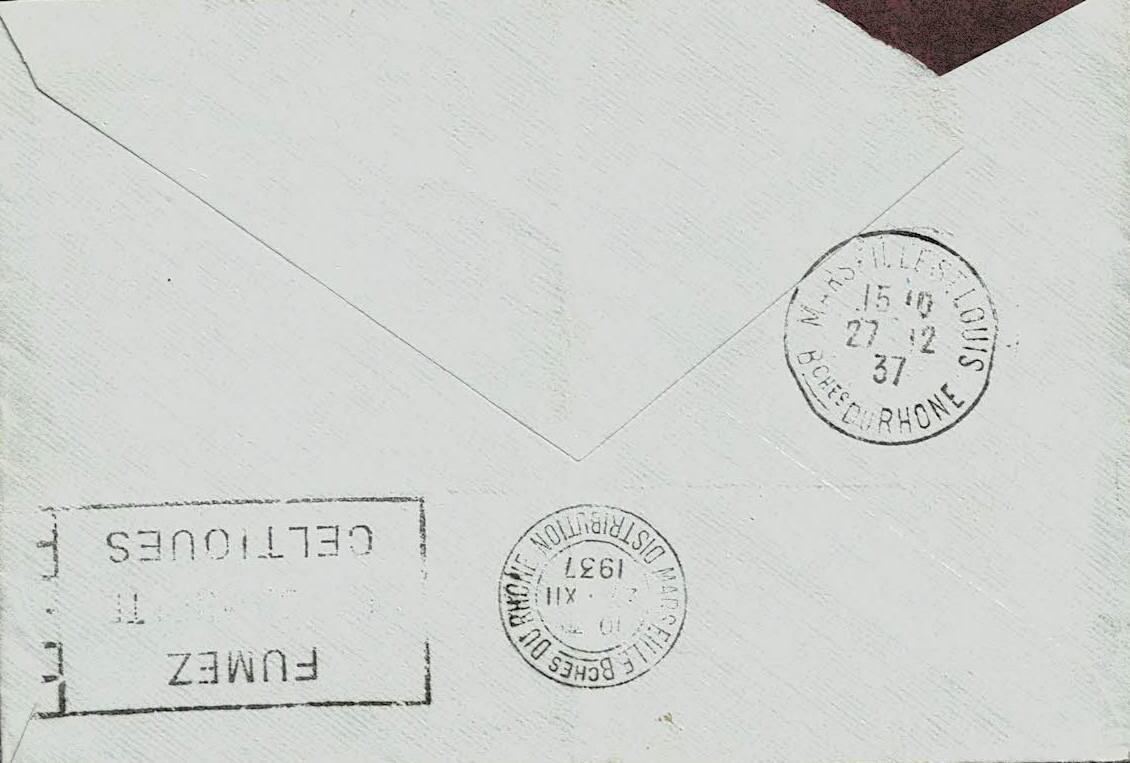 MARSEILLE ST LOUIS
15 10
27 12
37
BCHES DU RHONE
FUMEZ
CELTIQUES
MARSEILLE BCHES DU RHONE DISTRIBUTION
10
XII
1937